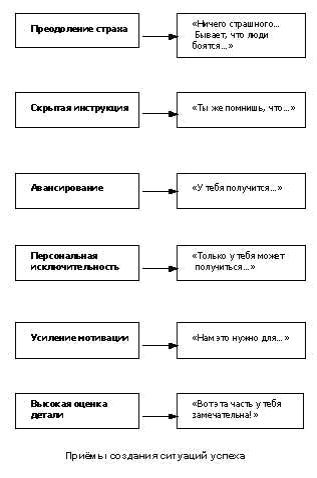 Преодоление страха
«Ничего страшного...
Бывает, что люди
боятся...»
Скрытая инструкция
«Ты же помнишь, что...»
Авансирование
«У тебя получится...»
Персональная
исключительность
«Только у тебя может
получиться...»
Усиление мотивации
«Нам это нужно для...»
Высокая оценка
детали
«Вот эта часть у тебя
замечательна!»
Приёмы создания ситуаций успеха